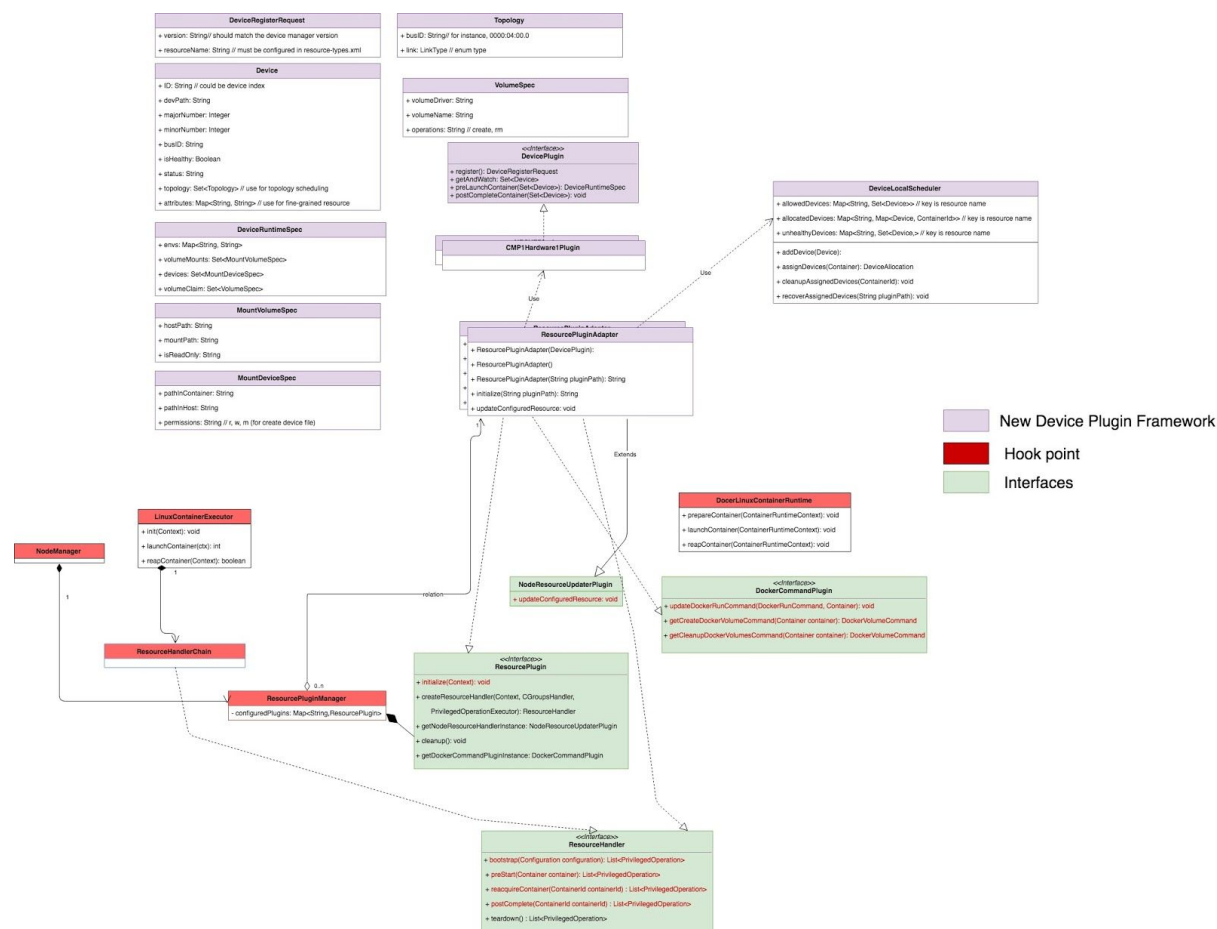 DeviceRegisterRequest
+ version: String// should match the device manager version
+ resourceName: String // must be configured in resource-types.xml
Topology
+ busID: String// for instance, 0000:04:00.0
+ link: LinkType // enum type
Device
+ ID: String // could be device index
+ devPath: String
+ majorNumber: Integer
+ minorNumber: Integer
+ busID: String
+ isHealthy: Boolean
+ status: String
+ topology: Set<Topology> // use for topology scheduling
+ attributes: Map<String, String> // use for fine-grained resource
VolumeSpec
+ volumeDriver: String
+ volumeName: String
+ operations: String // create, rm
<<Interface>>
DevicePlugin
+ register(): DeviceRegisterRequest
+ getAndWatch: Set<Device>
+ preLaunchContainer(Set<Device>): DeviceRuntimeSpec
+ postCompleteContainer(Set<Device>): void
DeviceLocalScheduler
+ allowedDevices: Map<String, Set<Device>> // key is resource name
+ allocatedDevices: Map<String, Map<Device, ContainerId>> // key is resource name
+ unhealthyDevices: Map<String, Set<Device,> // key is resource name
+ addDevice(Device):
+ assignDevices(Container): DeviceAllocation
+ cleanupAssignedDevices(ContainerId): void
+ recoverAssignedDevices(String pluginPath): void
DeviceRuntimeSpec
+ envs: Map<String, String>
+ volumeMounts: Set<MountVolumeSpec>
+ devices: Set<MountDeviceSpec>
+ volumeClaim: Set<VolumeSpec>
CMP1Hardware1Plugin
Use
Use
MountVolumeSpec
+ hostPath: String
+ mountPath: String
+ isReadOnly: String
ResourcePluginAdapter
ResourcePluginAdapter
+ ResourcePluginAdapter(DevicePlugin):
+ ResourcePluginAdapter()
+ ResourcePluginAdapter(String pluginPath): String
+ initialize(String pluginPath): String
+ updateConfiguredResource: void
MountDeviceSpec
+ pathInContainer: String
+ pathInHost: String
+ permissions: String // r, w, m (for create device file)
1
Extends
New Device Plugin Framework
Hook point
Interfaces
LinuxContainerExecutor
+ init(Context): void
+ launchContainer(ctx): int
+ reapContainer(Context): boolean
DocerLinuxContainerRuntime
+ prepareContainer(ContainerRuntimeContext): void
+ launchContainer(ContainerRuntimeContext): void
+ reapContainer(ContainerRuntimeContext): void
NodeManager
1
1
relation
NodeResourceUpdaterPlugin
+ updateConfiguredResource: void
<<Interface>>
DockerCommandPlugin
+ updateDockerRunCommand(DockerRunCommand, Container): void
+ getCreateDockerVolumeCommand(Container container): DockerVolumeCommand
+ getCleanupDockerVolumesCommand(Container container): DockerVolumeCommand
ResourceHandlerChain
0..n
ResourcePluginManager
- configuredPlugins: Map<String,ResourcePlugin>
<<Interface>>
ResourcePlugin
+ initialize(Context): void
+ createResourceHandler(Context, CGroupsHandler,
PrivilegedOperationExecutor): ResourceHandler
+ getNodeResourceHandlerInstance: NodeResourceUpdaterPlugin
+ cleanup(): void
+ getDockerCommandPluginInstance: DockerCommandPlugin
<<Interface>>
ResourceHandler
+ bootstrap(Configuration configuration): List<PrivilegedOperation>
+ preStart(Container container): List<PrivilegedOperation>
+ reacquireContainer(ContainerId containerId) : List<PrivilegedOperation>
+ postComplete(ContainerId containerId) : List<PrivilegedOperation>
+ teardown() : List<PrivilegedOperation>